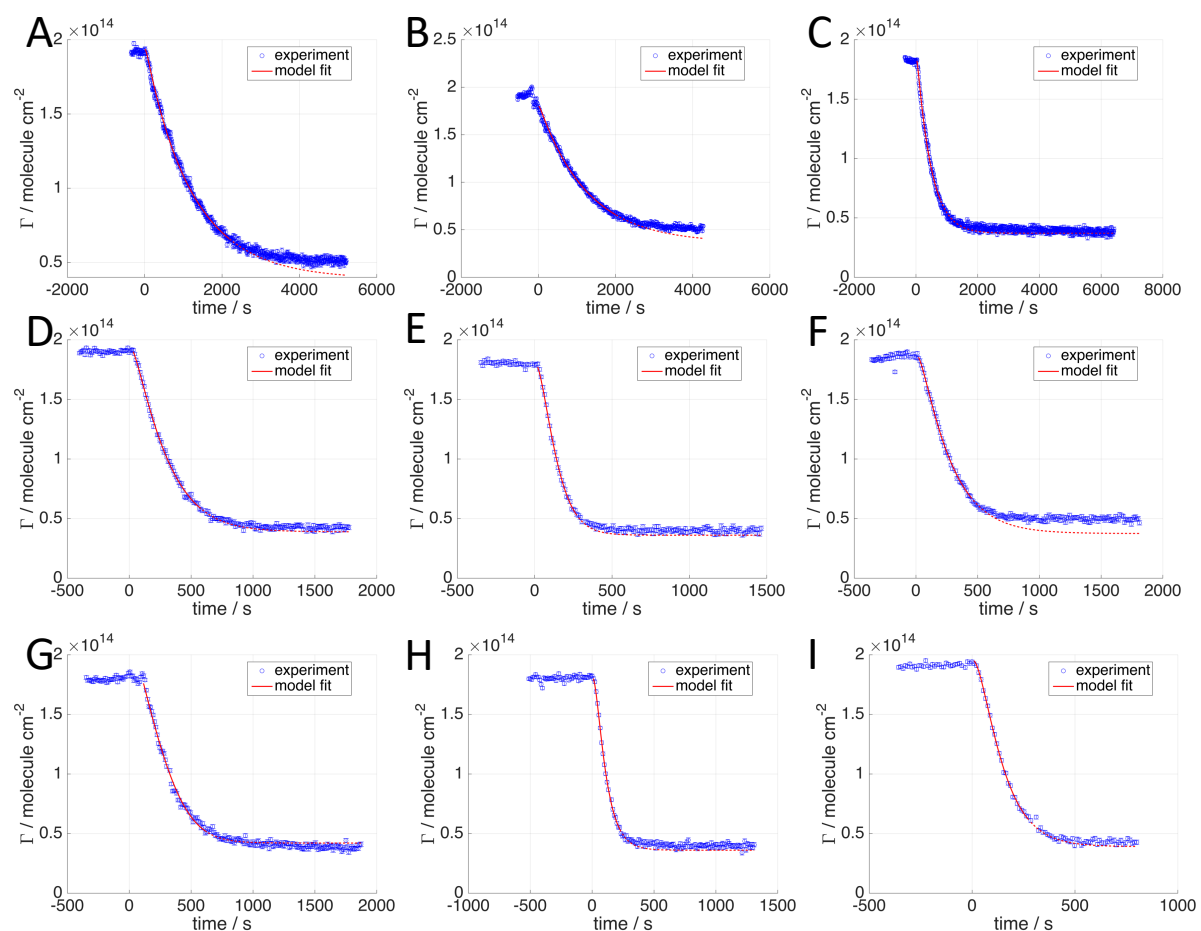 A
×10^14
experiment
model fit
2
1.5
1
0.5
-2000 0 2000 4000 6000
time / s
Γ / molecule cm^-2
B
×10^14
experiment
model fit
2.5
2
1.5
1
0.5
0
-2000 0 2000 4000 6000
time / s
Γ / molecule cm^-2
C
×10^14
experiment
model fit
2
1.5
1
0.5
0
-2000 0 2000 4000 6000 8000
time / s
Γ / molecule cm^-2
D
×10^14
experiment
model fit
2
1.5
1
0.5
0
-500 0 500 1000 1500 2000
time / s
Γ / molecule cm^-2
E
×10^14
experiment
model fit
2
1.5
1
0.5
0
-500 0 500 1000 1500
time / s
Γ / molecule cm^-2
F
×10^14
experiment
model fit
2
1.5
1
0.5
0
-500 0 500 1000 1500 2000
time / s
Γ / molecule cm^-2
G
×10^14
experiment
model fit
2
1.5
1
0.5
0
-500 0 500 1000 1500 2000
time / s
Γ / molecule cm^-2
H
×10^14
experiment
model fit
2
1.5
1
0.5
0
-1000 -500 0 500 1000 1500
time / s
Γ / molecule cm^-2
I
×10^14
experiment
model fit
2
1.5
1
0.5
0
-500 0 500 1000
time / s
Γ / molecule cm^-2